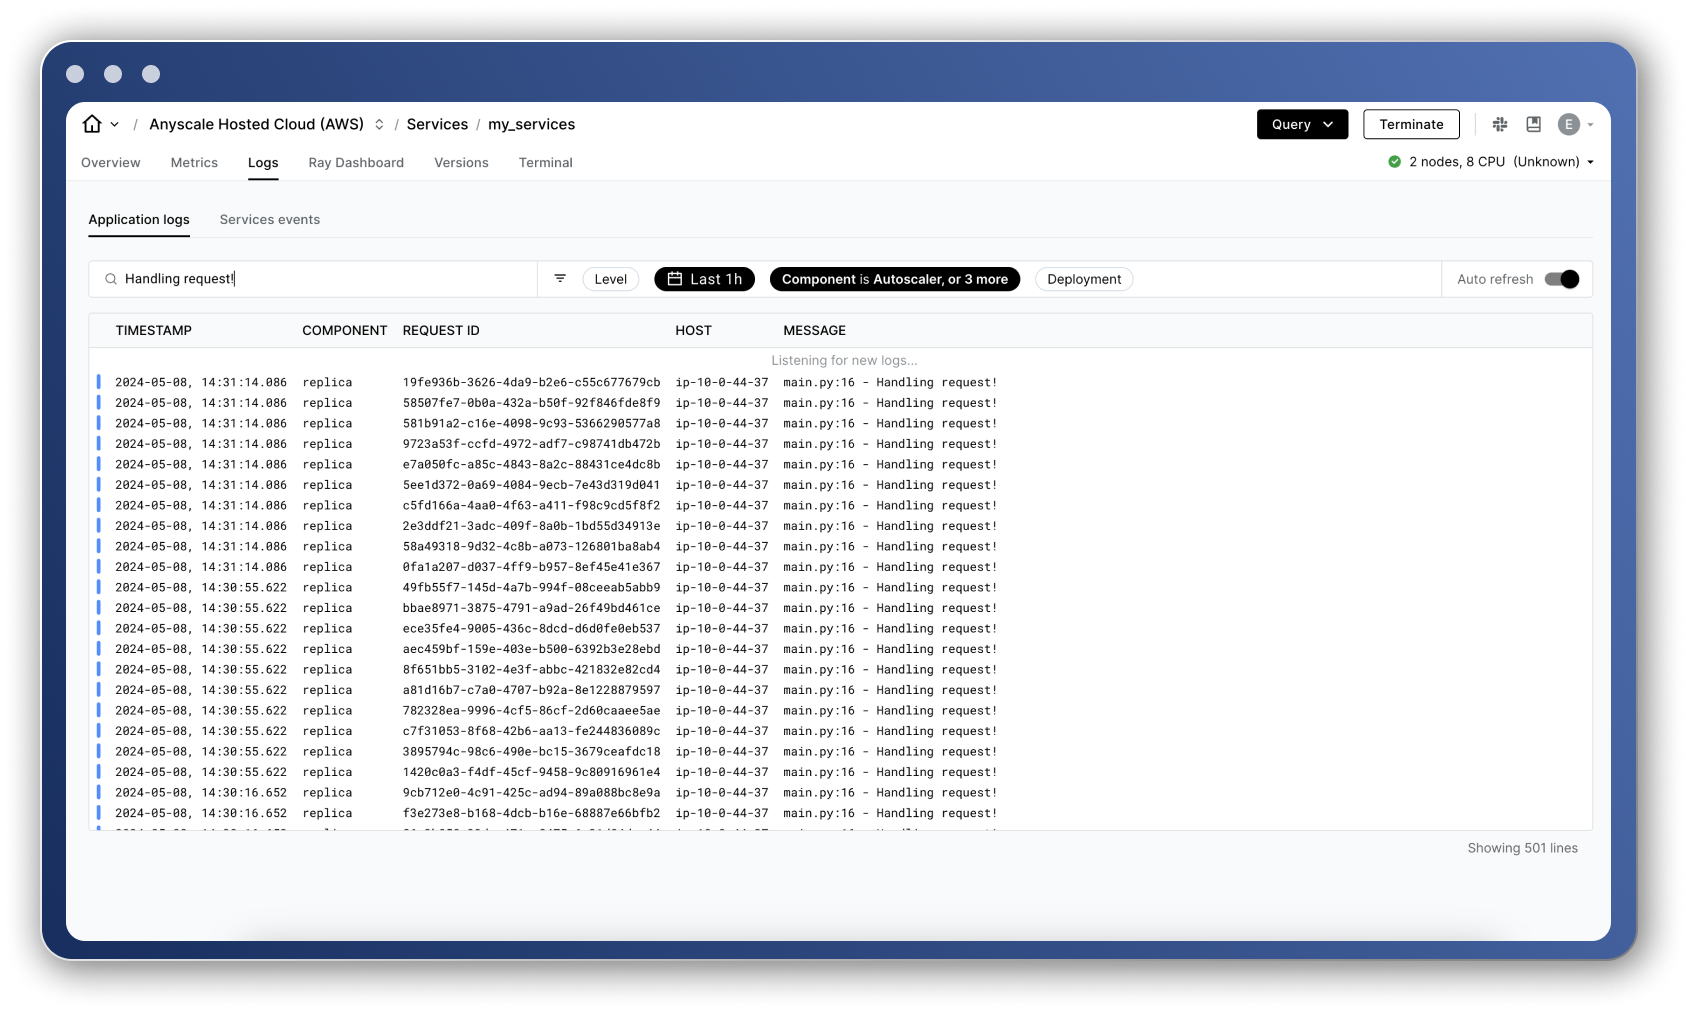 / Anyscale Hosted Cloud (AWS) / Services / my_services Query Terminate E
Overview Metrics Logs Ray Dashboard Versions Terminal 2 nodes, 8 CPU (Unknown)
Application logs Services events
Handling request! Level Last 1h Component is Autoscaler, or 3 more Deployment Auto refresh
TIMESTAMP COMPONENT REQUEST ID HOST MESSAGE
Listening for new logs...
2024-05-08, 14:31:14.086 replica 19fe936b-3626-4da9-b2e6-c55c677679cb ip-10-0-44-37 main.py:16 - Handling request!
2024-05-08, 14:31:14.086 replica 58507fe7-0b0a-432a-b50f-92f846fde8f9 ip-10-0-44-37 main.py:16 - Handling request!
2024-05-08, 14:31:14.086 replica 581b91a2-c16e-4098-9c93-5366290577a8 ip-10-0-44-37 main.py:16 - Handling request!
2024-05-08, 14:31:14.086 replica 9723a53f-ccfd-4972-adf7-c98741db472b ip-10-0-44-37 main.py:16 - Handling request!
2024-05-08, 14:31:14.086 replica e7a050fc-a85c-4843-8a2c-88431ce4dc8b ip-10-0-44-37 main.py:16 - Handling request!
2024-05-08, 14:31:14.086 replica 5ee1d372-0a69-4084-9ecb-7e43d319d041 ip-10-0-44-37 main.py:16 - Handling request!
2024-05-08, 14:31:14.086 replica c5fd166a-4aa0-4f63-a411-f98c9cd5f8f2 ip-10-0-44-37 main.py:16 - Handling request!
2024-05-08, 14:31:14.086 replica 2e3ddf21-3adc-409f-8a0b-1bd55d34913e ip-10-0-44-37 main.py:16 - Handling request!
2024-05-08, 14:31:14.086 replica 58a49318-9d32-4c8b-a073-126801ba8ab4 ip-10-0-44-37 main.py:16 - Handling request!
2024-05-08, 14:31:14.086 replica 0fa1a207-d037-4ff9-b957-8ef45e41e367 ip-10-0-44-37 main.py:16 - Handling request!
2024-05-08, 14:30:55.622 replica 49fb55f7-145d-4a7b-994f-08ceeab5abb9 ip-10-0-44-37 main.py:16 - Handling request!
2024-05-08, 14:30:55.622 replica bbae8971-3875-4791-a9ad-26f49bd461ce ip-10-0-44-37 main.py:16 - Handling request!
2024-05-08, 14:30:55.622 replica ece35fe4-9005-436c-8dcd-d6d0fe0eb537 ip-10-0-44-37 main.py:16 - Handling request!
2024-05-08, 14:30:55.622 replica aec459bf-159e-403e-b500-6392b3e28ebd ip-10-0-44-37 main.py:16 - Handling request!
2024-05-08, 14:30:55.622 replica 8f651bb5-3102-4e3f-abbc-421832e82cd4 ip-10-0-44-37 main.py:16 - Handling request!
2024-05-08, 14:30:55.622 replica a81d16b7-c7a0-4707-b92a-8e1228879597 ip-10-0-44-37 main.py:16 - Handling request!
2024-05-08, 14:30:55.622 replica 782328ea-9996-4cf5-86cf-2d60caaee5ae ip-10-0-44-37 main.py:16 - Handling request!
2024-05-08, 14:30:55.622 replica c7f31053-8f68-42b6-aa13-fe244836089c ip-10-0-44-37 main.py:16 - Handling request!
2024-05-08, 14:30:55.622 replica 3895794c-98c6-490e-bc15-3679ceafdc18 ip-10-0-44-37 main.py:16 - Handling request!
2024-05-08, 14:30:55.622 replica 1420c0a3-f4df-45cf-9458-9c80916961e4 ip-10-0-44-37 main.py:16 - Handling request!
2024-05-08, 14:30:16.652 replica 9cb712e0-4c91-425c-ad94-89a088bc8e9a ip-10-0-44-37 main.py:16 - Handling request!
2024-05-08, 14:30:16.652 replica f3e273e8-b168-4dcb-b16e-68887e66bfb2 ip-10-0-44-37 main.py:16 - Handling request!
Showing 501 lines